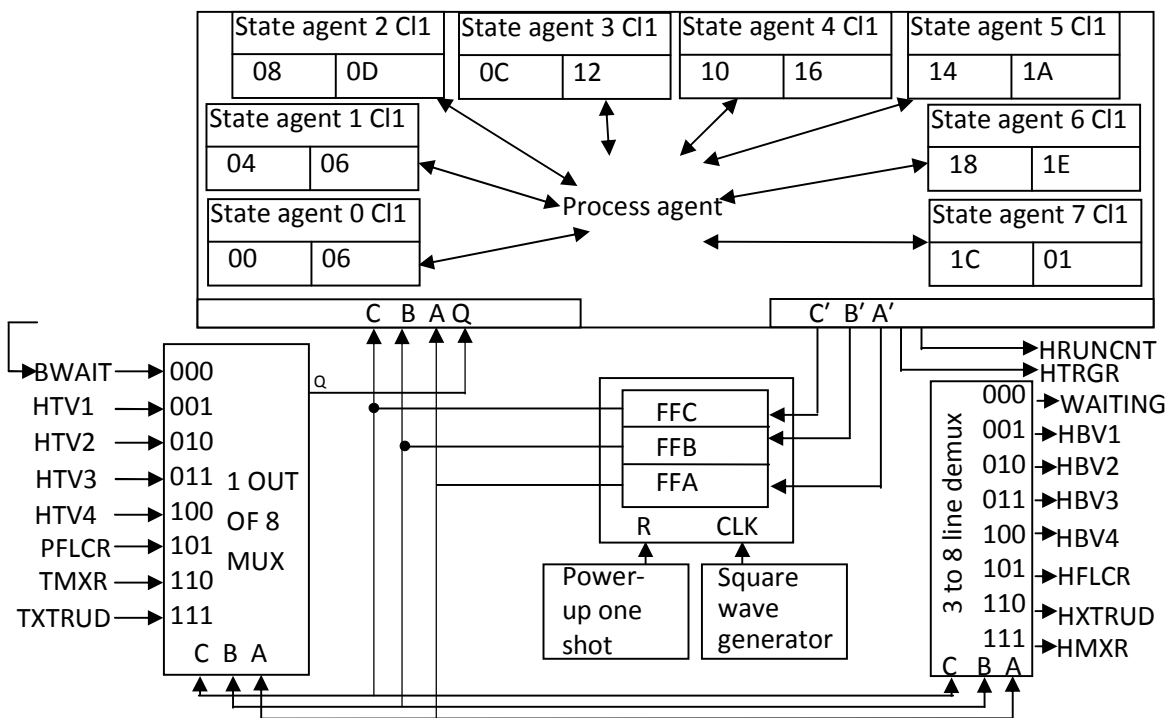 State agent 2 Cl1
08 0D
State agent 3 Cl1
0C 12
State agent 4 Cl1
10 16
State agent 5 Cl1
14 1A
State agent 1 Cl1
04 06
State agent 6 Cl1
18 1E
Process agent
State agent 0 Cl1
00 06
State agent 7 Cl1
1C 01
C B A Q
C′ B′ A′
HRUNCNT
HTRGR
BWAIT
HTV1
HTV2
HTV3
HTV4
PFLCR
TMXR
TXTRUD
000
001
010
011
100
101
110
111
1 OUT
OF 8
MUX
C B A
Q
FFC
FFB
FFA
R CLK
Power-
up one
shot
Square
wave
generator
3 to 8 line demux
000
001
010
011
100
101
110
111
C B A
WAITING
HBV1
HBV2
HBV3
HBV4
HFLCR
HXTRUD
HMXR